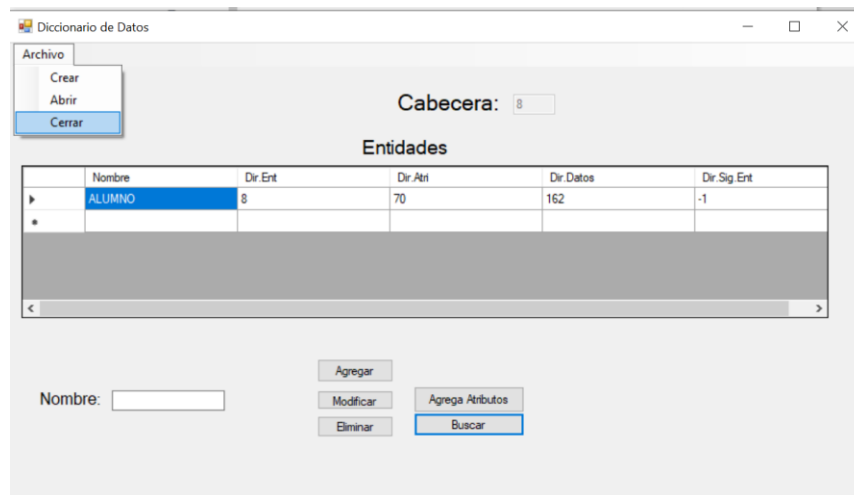 Diccionario de Datos
Archivo
Crear
Abrir
Cerrar
Cabecera: 8
Entidades
Nombre Dir.Ent Dir.Atri Dir.Datos Dir.Sig.Ent
ALUMNO 8 70 162 -1
Agregar
Nombre: Modificar Agrega Atributos
Eliminar Buscar